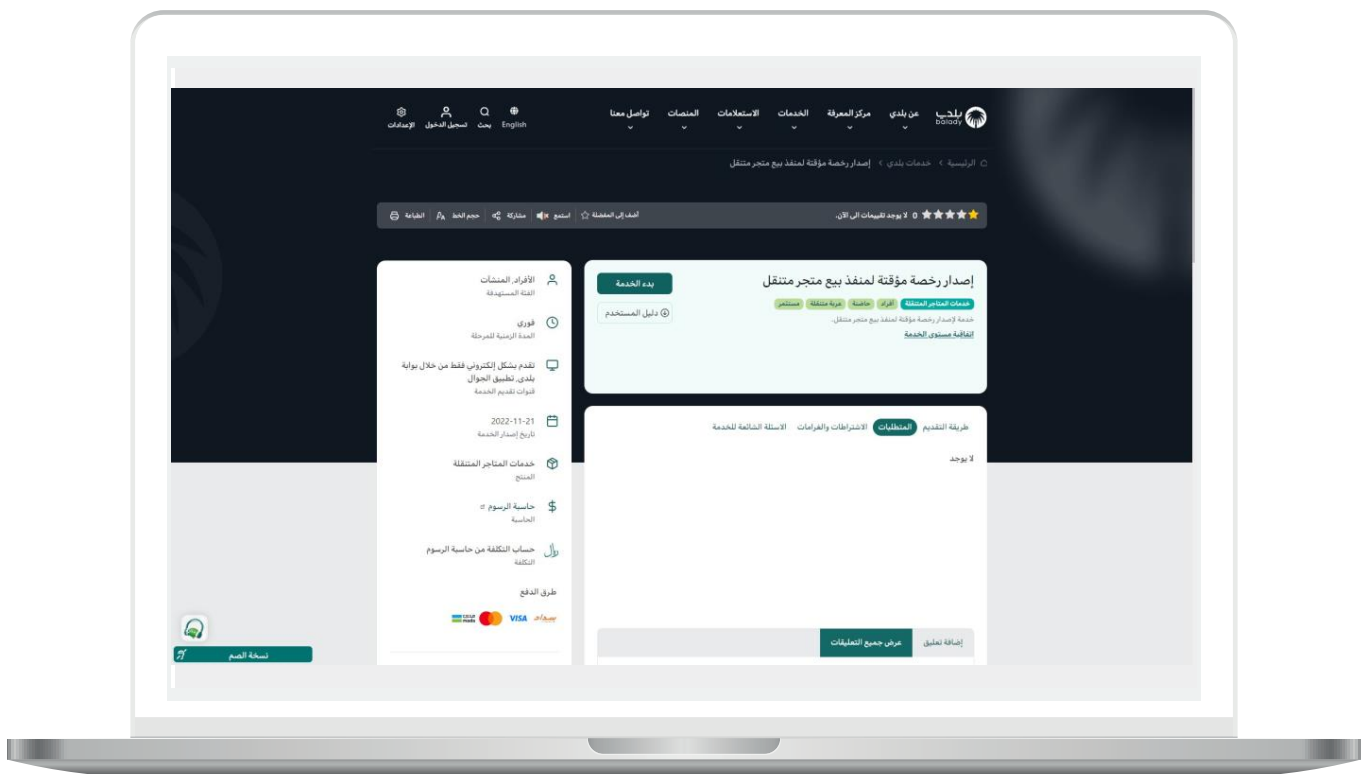 بلدي
balady
عن بلدي
مركز المعرفة
الخدمات
الاستعلامات
المنصات
تواصل معنا
English
بحث
تسجيل الدخول
الإعدادات
الرئيسية > خدمات بلدي > إصدار رخصة مؤقتة لمنفذ بيع متجر متنقل
0 لا يوجد تقييمات الى الآن.
أضف إلى المفضلة
استمع
مشاركة
حجم الخط
الطباعة
إصدار رخصة مؤقتة لمنفذ بيع متجر متنقل
خدمات المتاجر المتنقلة أفراد حاضنة عربة متنقلة مستثمر
خدمة لإصدار رخصة مؤقتة لمنفذ بيع متجر متنقل.
اتفاقية مستوى الخدمة
بدء الخدمة
دليل المستخدم
طريقة التقديم المتطلبات الاشتراطات والغرامات الاسئلة الشائعة للخدمة
لا يوجد
إضافة تعليق
عرض جميع التعليقات
الأفراد, المنشآت
الفئة المستهدفة
فوري
المدة الزمنية للمرحلة
تقدم بشكل إلكتروني فقط من خلال بوابة
بلدي, تطبيق الجوال
قنوات تقديم الخدمة
2022-11-21
تاريخ إصدار الخدمة
خدمات المتاجر المتنقلة
المنتج
حاسبة الرسوم
الحاسبة
ريال
حساب التكلفة من حاسبة الرسوم
التكلفة
طرق الدفع
سداد
VISA
mada
نسخة الصم